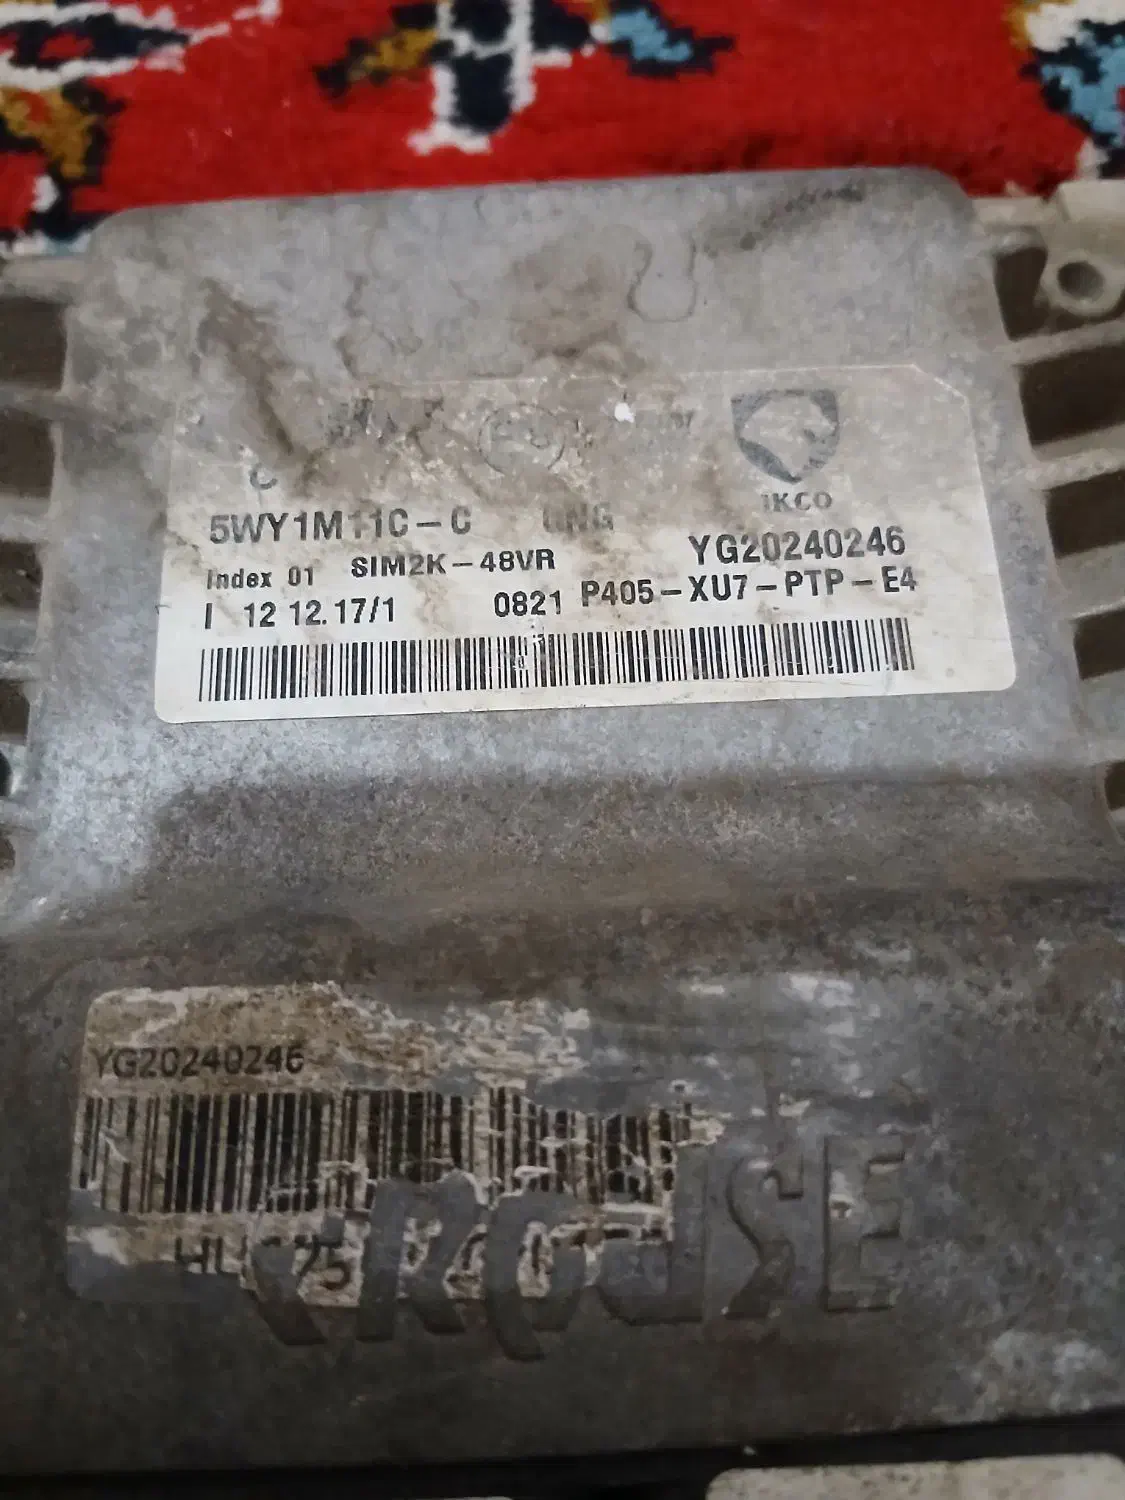 IKCO
5WY1M11C-C
YG20240246
Index 01 SIM2K-48VR
I 12 12.17/1
0821 P405-XU7-PTP-E4
YG20240246